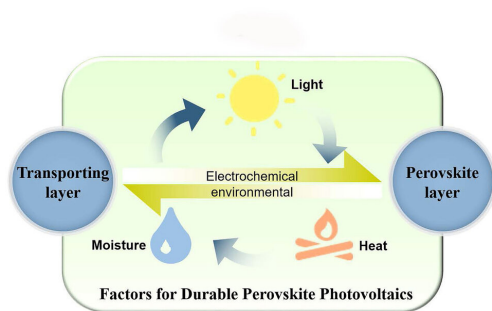 Light
Transporting
layer
Electrochemical
environmental
Perovskite
layer
Moisture
Heat
Factors for Durable Perovskite Photovoltaics